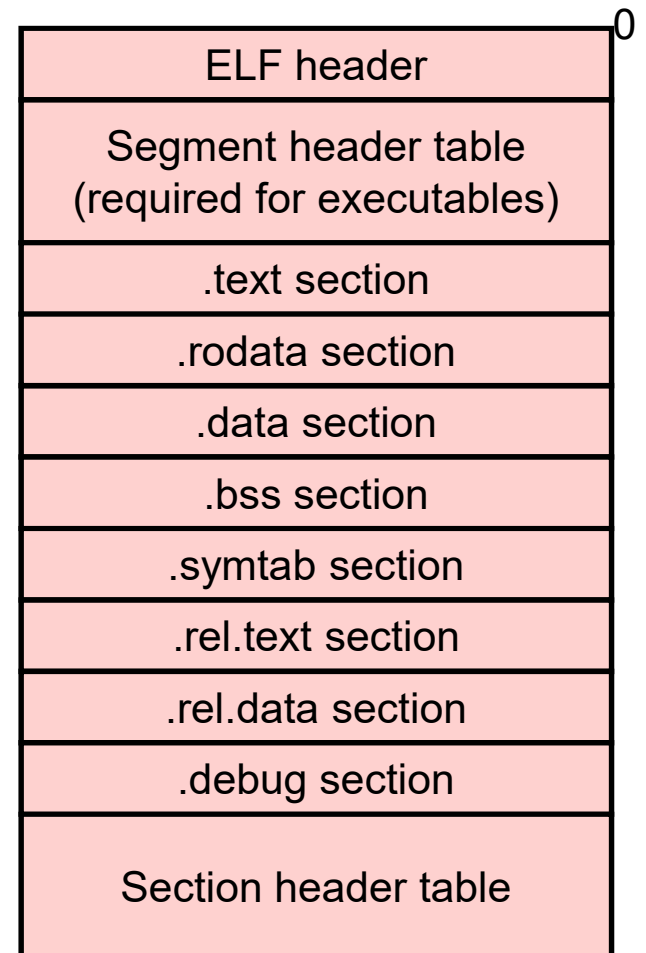 0
ELF header
Segment header table
(required for executables)
.text section
.rodata section
.data section
.bss section
.symtab section
.rel.text section
.rel.data section
.debug section
Section header table